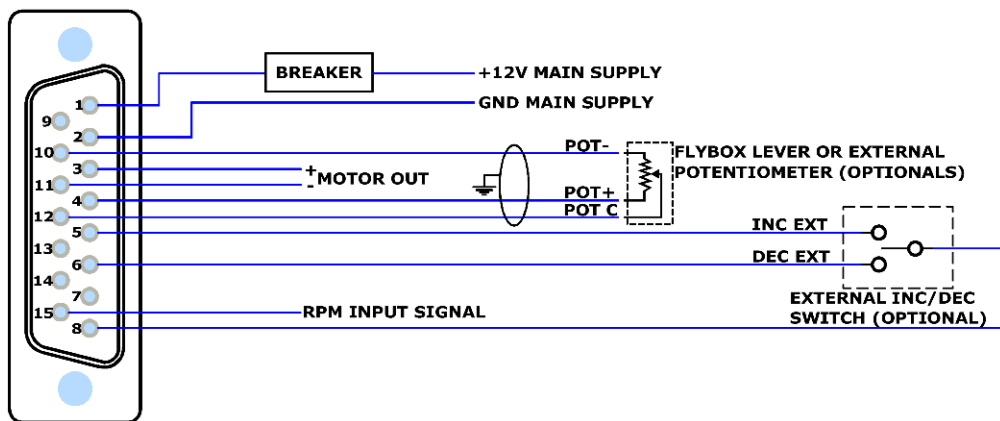 BREAKER
+12V MAIN SUPPLY
GND MAIN SUPPLY
1
9
2
10
3
11
4
12
5
13
6
14
7
15
8
POT-
+
-
MOTOR OUT
POT+
POT C
FLYBOX LEVER OR EXTERNAL
POTENTIOMETER (OPTIONALS)
INC EXT
DEC EXT
EXTERNAL INC/DEC
SWITCH (OPTIONAL)
RPM INPUT SIGNAL